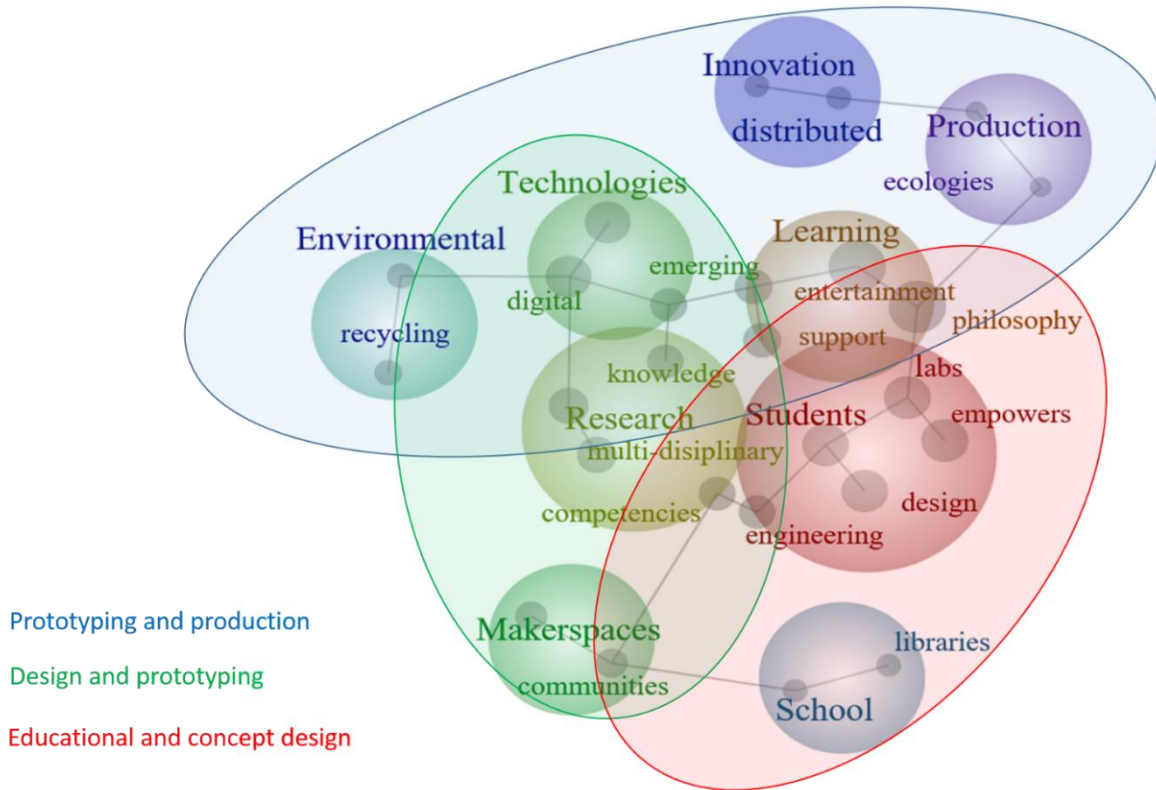 Innovation
distributed
Production
ecologies
Technologies
Environmental
Learning
emerging
digital
entertainment
philosophy
recycling
support
labs
knowledge
Research
Students
empowers
multi-disiplinary
competencies
design
engineering
Makerspaces
communities
libraries
School
Prototyping and production
Design and prototyping
Educational and concept design